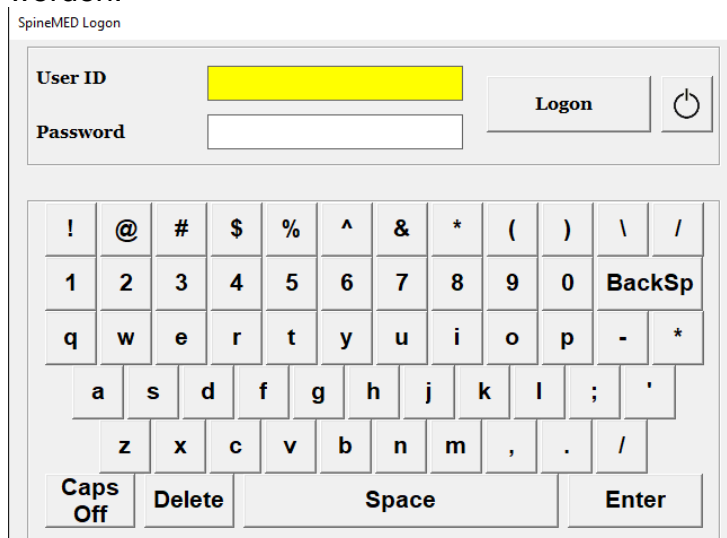 werden.
SpineMED Logon
User ID
Logon
Password
! @ # $ % ^ & * ( ) \ /
1 2 3 4 5 6 7 8 9 0 BackSp
q w e r t y u i o p - *
a s d f g h j k l ; '
z x c v b n m , . /
Caps Off Delete Space Enter